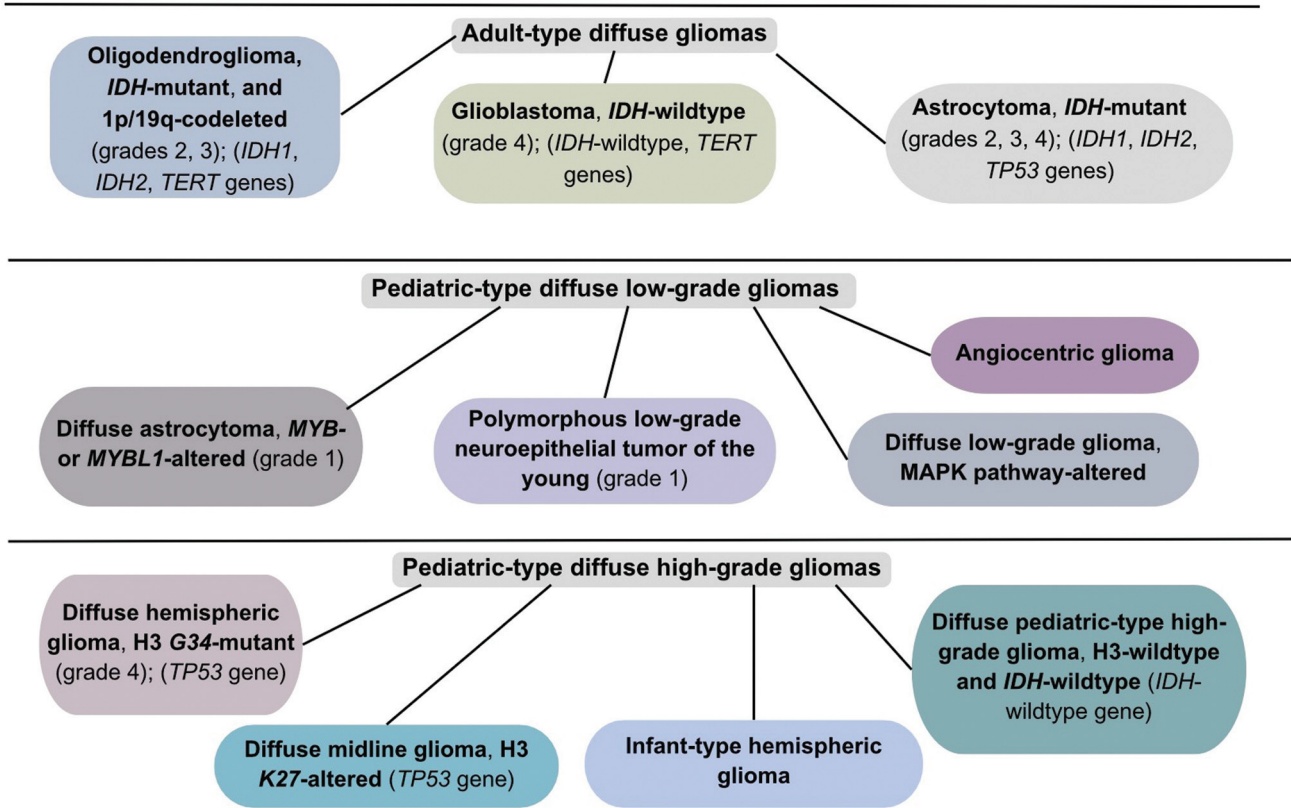 Adult-type diffuse gliomas
Oligodendroglioma,
IDH-mutant, and
1p/19q-codeleted
(grades 2, 3); (IDH1,
IDH2, TERT genes)
Glioblastoma, IDH-wildtype
(grade 4); (IDH-wildtype, TERT
genes)
Astrocytoma, IDH-mutant
(grades 2, 3, 4); (IDH1, IDH2,
TP53 genes)
Pediatric-type diffuse low-grade gliomas
Diffuse astrocytoma, MYB-
or MYBL1-altered (grade 1)
Polymorphous low-grade
neuroepithelial tumor of the
young (grade 1)
Diffuse low-grade glioma,
MAPK pathway-altered
Angiocentric glioma
Pediatric-type diffuse high-grade gliomas
Diffuse hemispheric
glioma, H3 G34-mutant
(grade 4); (TP53 gene)
Diffuse midline glioma, H3
K27-altered (TP53 gene)
Infant-type hemispheric
glioma
Diffuse pediatric-type high-
grade glioma, H3-wildtype
and IDH-wildtype (IDH-
wildtype gene)